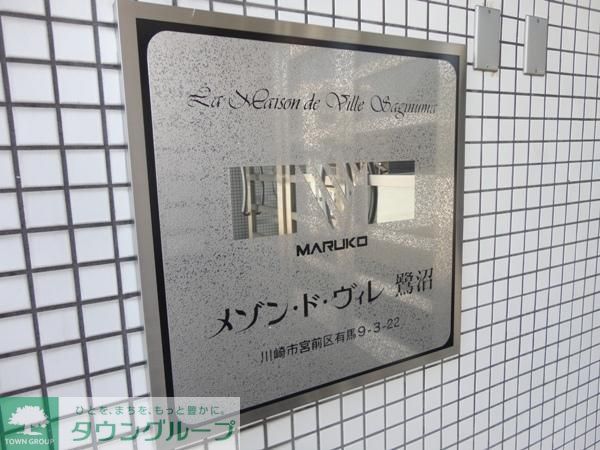 La Maison de Ville Saginuma
MARUKO
メゾン・ド・ヴィレ 鷺沼
川崎市宮前区有馬9-3-22
ひとを、まちを、もっと豊かに。
タウングループ
TOWN GROUP